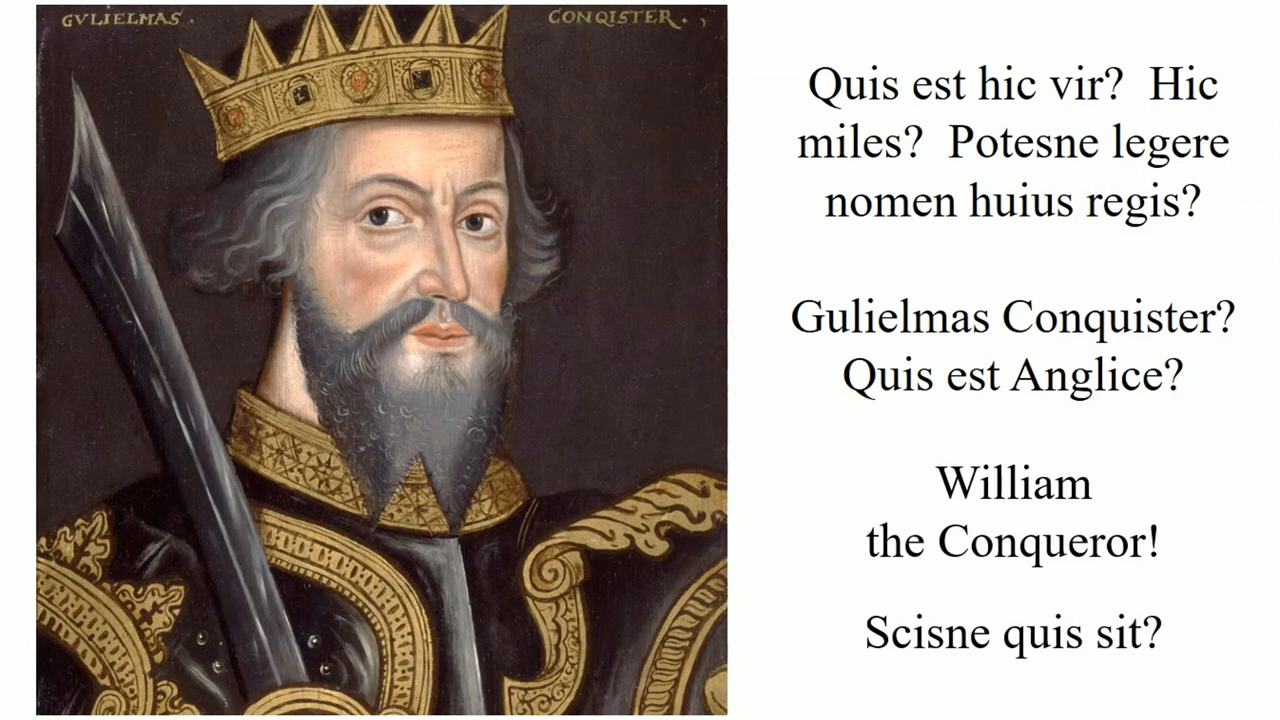 GVLIELMAS . CONQISTER . ,
Quis est hic vir? Hic
miles? Potesne legere
nomen huius regis?
Gulielmas Conquister?
Quis est Anglice?
William
the Conqueror!
Scisne quis sit?